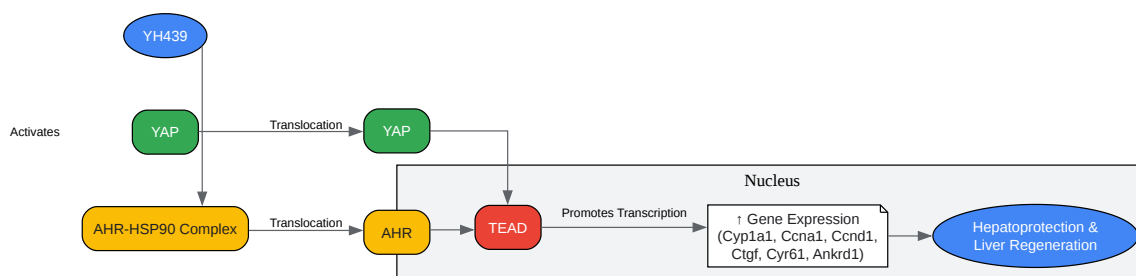 YH439
Activates
YAP
Translocation
YAP
Nucleus
AHR-HSP90 Complex
Translocation
AHR
TEAD
Promotes Transcription
↑ Gene Expression
(Cyp1a1, Ccna1, Ccnd1,
Ctgf, Cyr61, Ankrd1)
Hepatoprotection &
Liver Regeneration